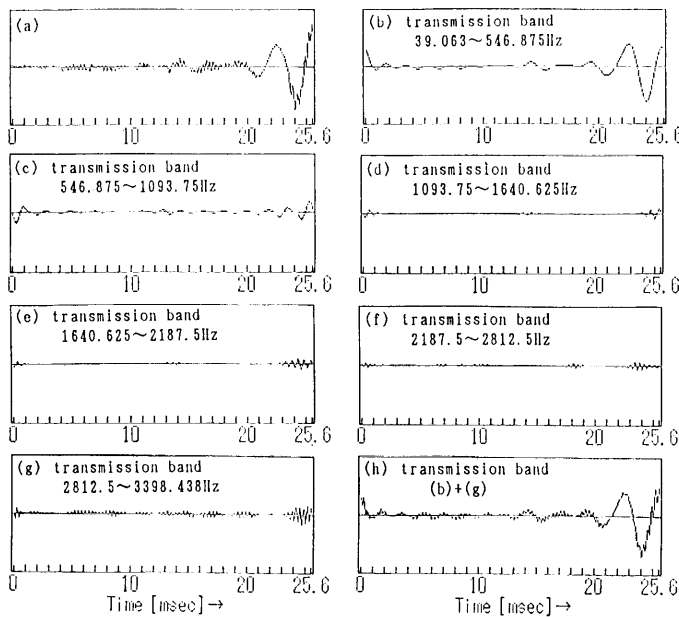 (a)
0 10 20 25.6
(b) transmission band
39.063~546.875Hz
0 10 20 25.6
(c) transmission band
546.875~1093.75Hz
0 10 20 25.6
(d) transmission band
1093.75~1640.625Hz
0 10 20 25.6
(e) transmission band
1640.625~2187.5Hz
0 10 20 25.6
(f) transmission band
2187.5~2812.5Hz
0 10 20 25.6
(g) transmission band
2812.5~3398.438Hz
0 10 20 25.6
Time [msec]→
(h) transmission band
(b)+(g)
0 10 20 25.6
Time [msec]→